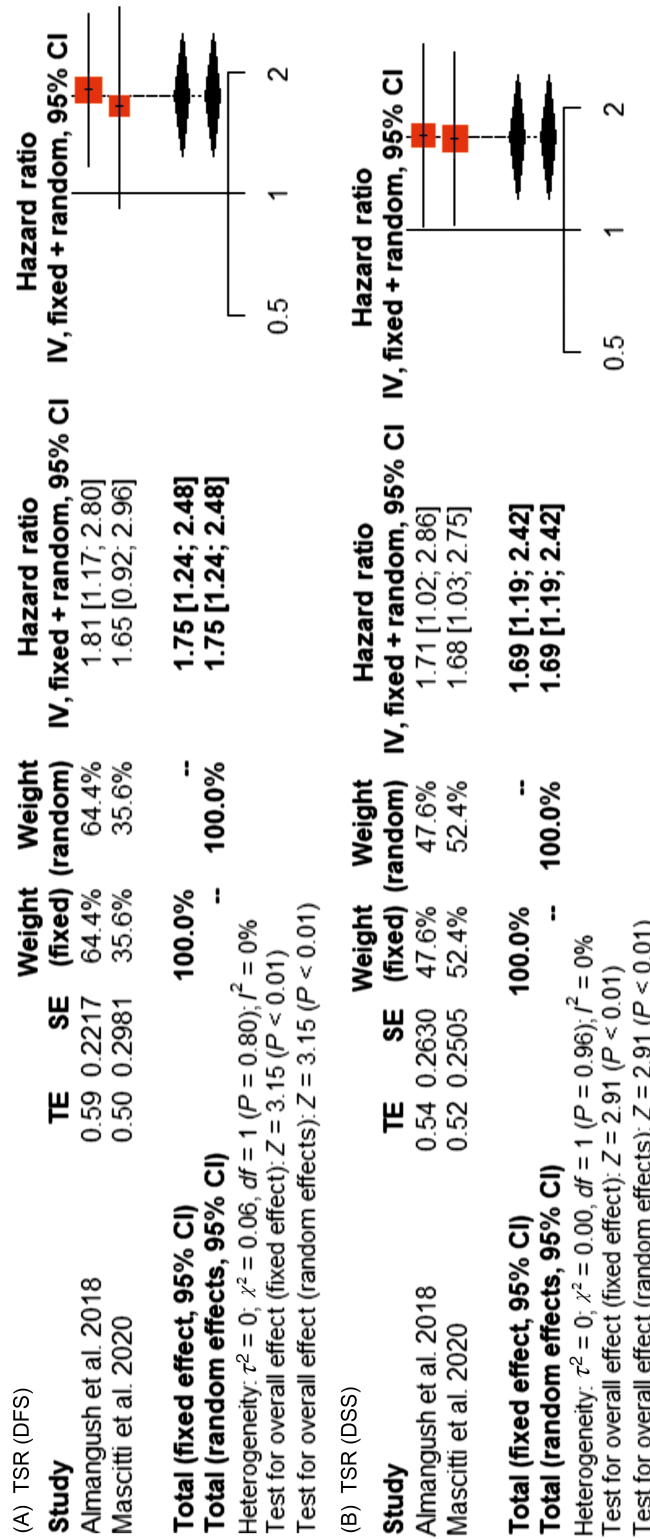 (A) TSR (DFS)
Hazard ratio
Weight Weight Hazard ratio
Study TE SE (fixed) (random) IV, fixed + random, 95% CI IV, fixed + random, 95% CI
Almangush et al. 2018 0.59 0.2217 64.4% 64.4% 1.81 [1.17; 2.80]
Mascitti et al. 2020 0.50 0.2981 35.6% 35.6% 1.65 [0.92; 2.96]
Total (fixed effect, 95% CI) 100.0% -- 1.75 [1.24; 2.48]
Total (random effects, 95% CI) -- 100.0% 1.75 [1.24; 2.48]
Heterogeneity: τ² = 0; χ² = 0.06, df = 1 (P = 0.80); I² = 0%
Test for overall effect (fixed effect): Z = 3.15 (P < 0.01)
Test for overall effect (random effects): Z = 3.15 (P < 0.01)
0.5 1 2
(B) TSR (DSS)
Hazard ratio
Weight Weight Hazard ratio
Study TE SE (fixed) (random) IV, fixed + random, 95% CI IV, fixed + random, 95% CI
Almangush et al. 2018 0.54 0.2630 47.6% 47.6% 1.71 [1.02; 2.86]
Mascitti et al. 2020 0.52 0.2505 52.4% 52.4% 1.68 [1.03; 2.75]
Total (fixed effect, 95% CI) 100.0% -- 1.69 [1.19; 2.42]
Total (random effects, 95% CI) -- 100.0% 1.69 [1.19; 2.42]
Heterogeneity: τ² = 0; χ² = 0.00, df = 1 (P = 0.96); I² = 0%
Test for overall effect (fixed effect): Z = 2.91 (P < 0.01)
Test for overall effect (random effects): Z = 2.91 (P < 0.01)
0.5 1 2